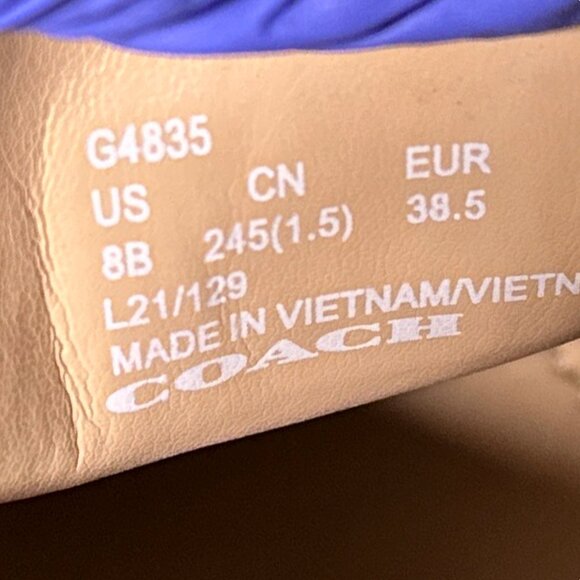 G4835
US CN EUR
8B 245(1.5) 38.5
L21/129
MADE IN VIETNAM/VIETN
COACH